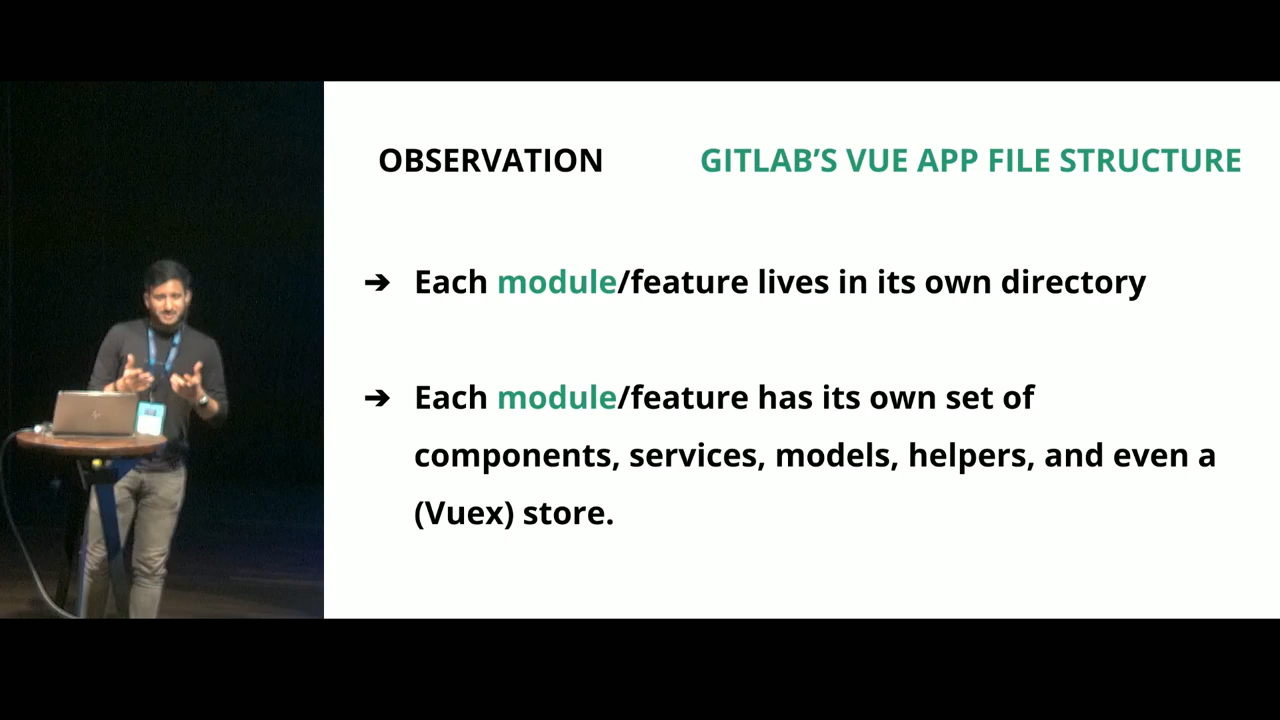 OBSERVATION
GITLAB’S VUE APP FILE STRUCTURE
➔ Each module/feature lives in its own directory
➔ Each module/feature has its own set of
components, services, models, helpers, and even a
(Vuex) store.